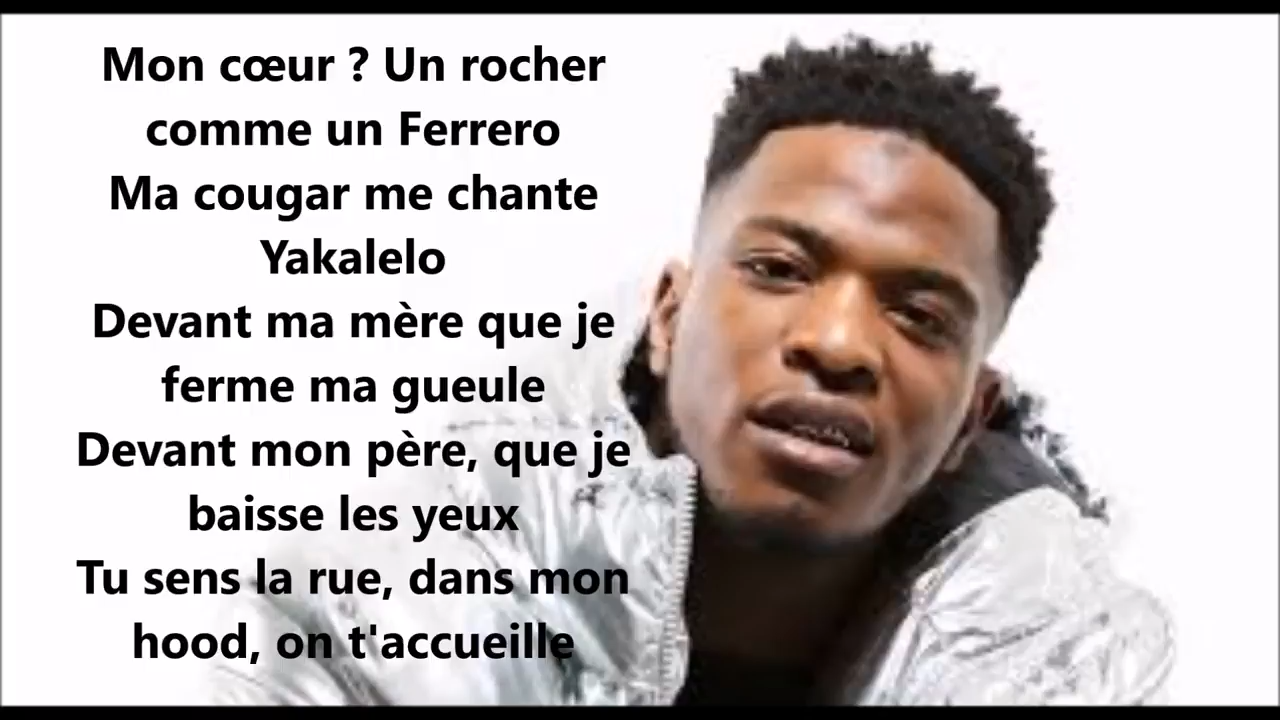 Mon cœur ? Un rocher
comme un Ferrero
Ma cougar me chante
Yakalelo
Devant ma mère que je
ferme ma gueule
Devant mon père, que je
baisse les yeux
Tu sens la rue, dans mon
hood, on t'accueille